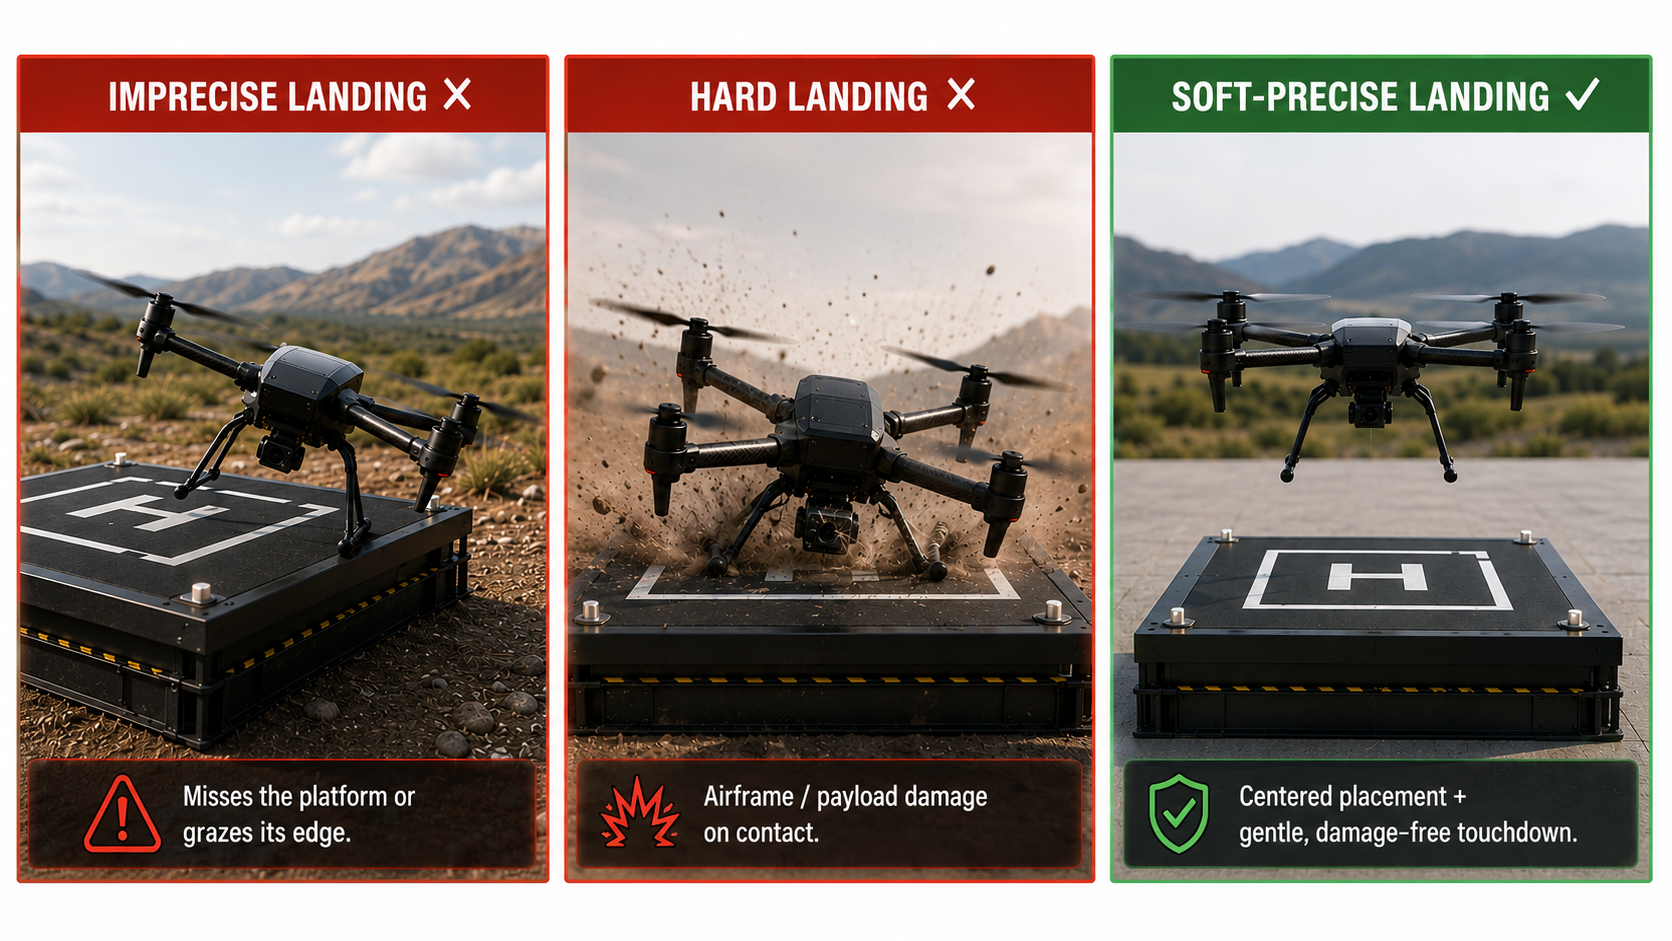 IMPRECISE LANDING ✗
Misses the platform or
grazes its edge.
HARD LANDING ✗
Airframe / payload damage
on contact.
SOFT-PRECISE LANDING ✓
Centered placement +
gentle, damage-free touchdown.
H
H